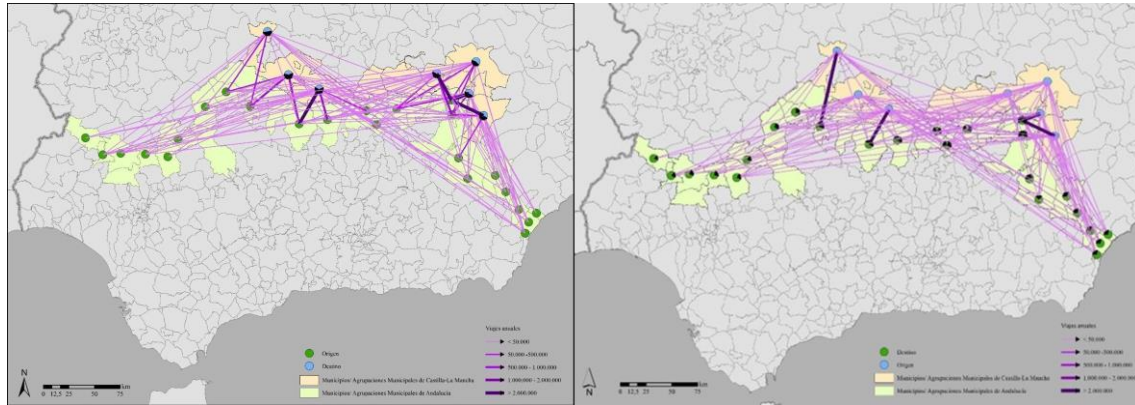 Viajes anuales
< 50.000
50.000 -500.000
500.000 - 1.000.000
1.000.000 - 2.000.000
> 2.000.000
Origen
Destino
Municipios/ Agrupaciones Municipales de Castilla-La Mancha
Municipios/ Agrupaciones Municipales de Andalucía
0 12,5 25 50 75 km
Viajes anuales
< 50.000
50.000 -500.000
500.000 - 1.000.000
1.000.000 - 2.000.000
> 2.000.000
Destino
Origen
Municipios/ Agrupaciones Municipales de Castilla-La Mancha
Municipios/ Agrupaciones Municipales de Andalucía
0 12,5 25 50 75 km